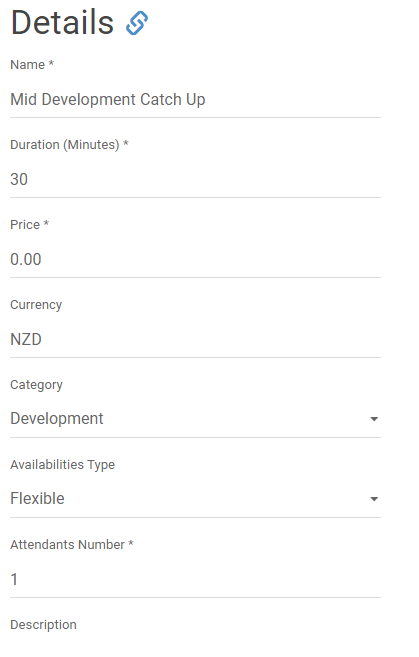 Details
Name *
Mid Development Catch Up
Duration (Minutes) *
30
Price *
0.00
Currency
NZD
Category
Development
Availabilities Type
Flexible
Attendants Number *
1
Description